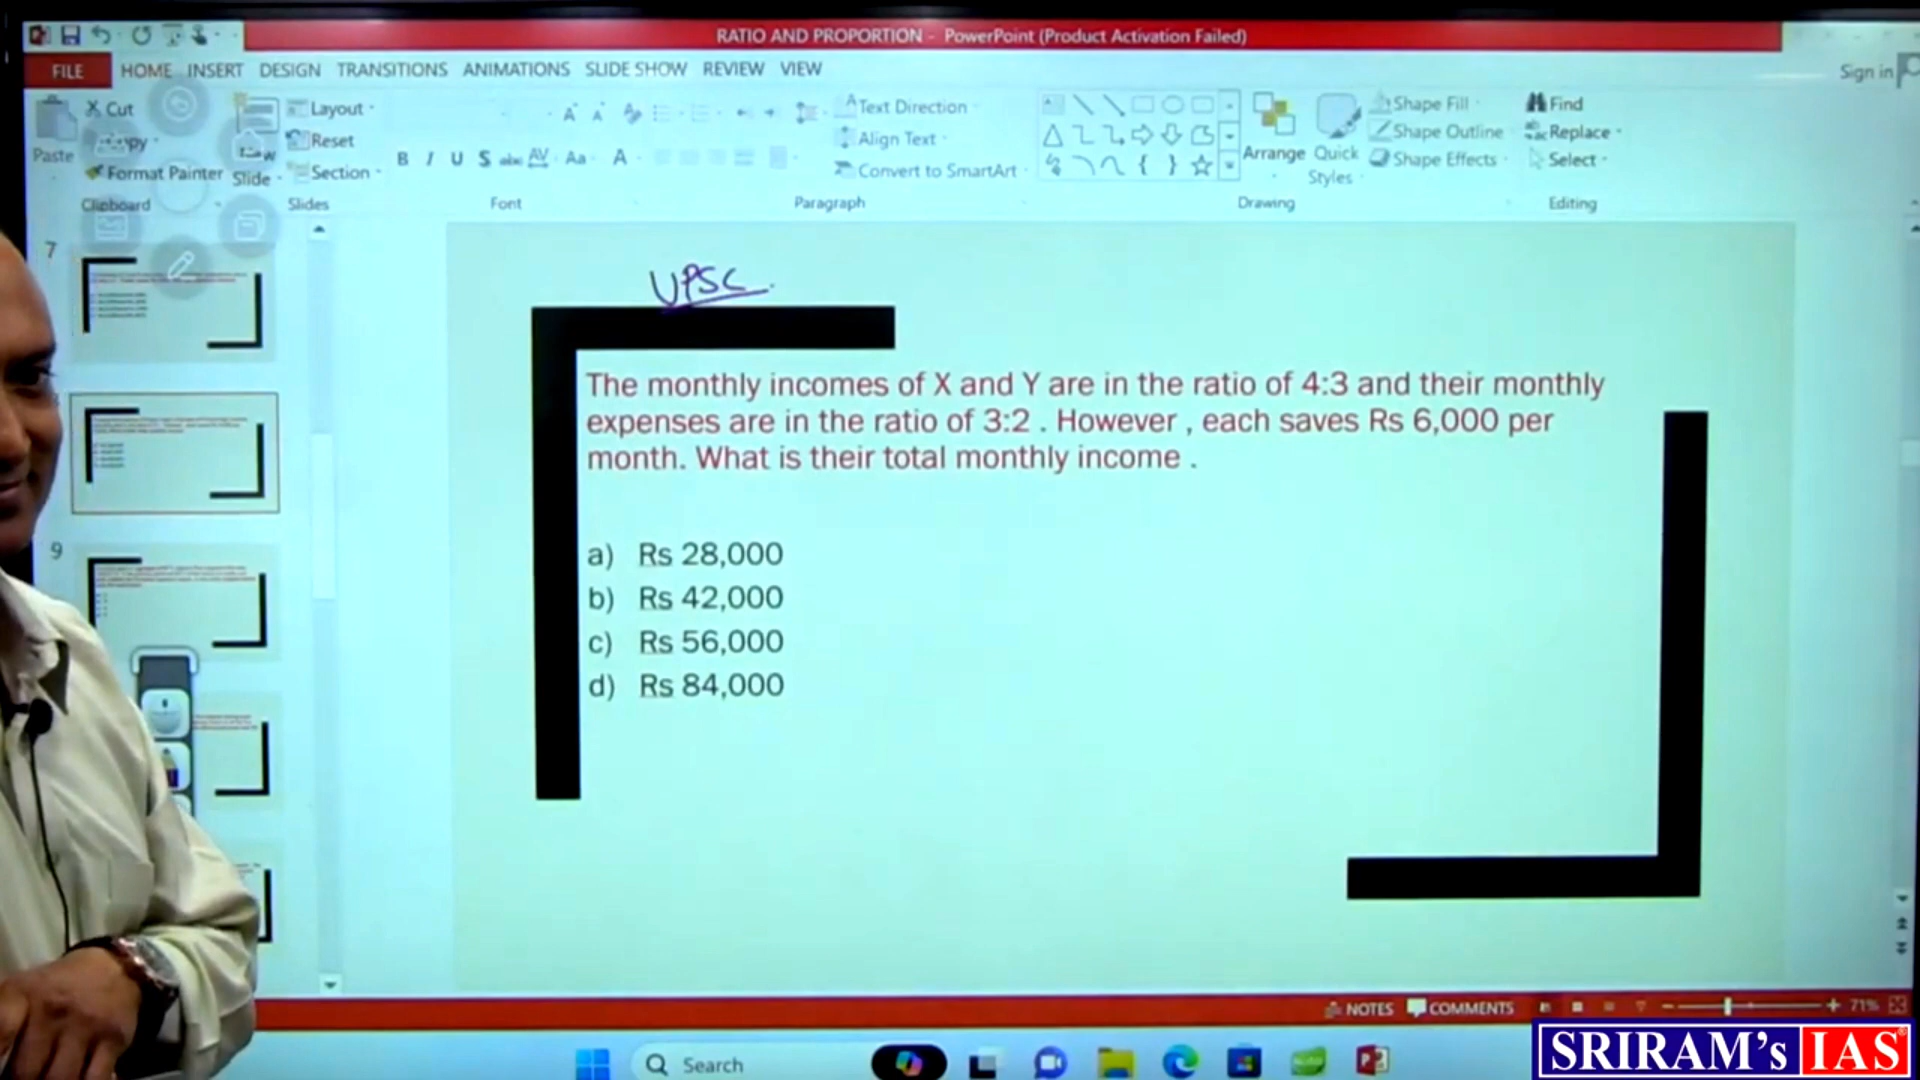 RATIO AND PROPORTION - PowerPoint (Product Activation Failed)
FILE HOME INSERT DESIGN TRANSITIONS ANIMATIONS SLIDE SHOW REVIEW VIEW
Sign in
Cut
Format Painter
Paste
Clipboard
Slide
Layout
Reset
Section
Slides
B I U S abc AV Aa A
Font
Text Direction
Align Text
Convert to SmartArt
Paragraph
Arrange
Quick
Styles
Shape Fill
Shape Outline
Shape Effects
Drawing
Find
Replace
Select
Editing
7
9
UPSC
The monthly incomes of X and Y are in the ratio of 4:3 and their monthly
expenses are in the ratio of 3:2 . However , each saves Rs 6,000 per
month. What is their total monthly income .
a) Rs 28,000
b) Rs 42,000
c) Rs 56,000
d) Rs 84,000
NOTES COMMENTS 71%
Search
SRIRAM's IAS